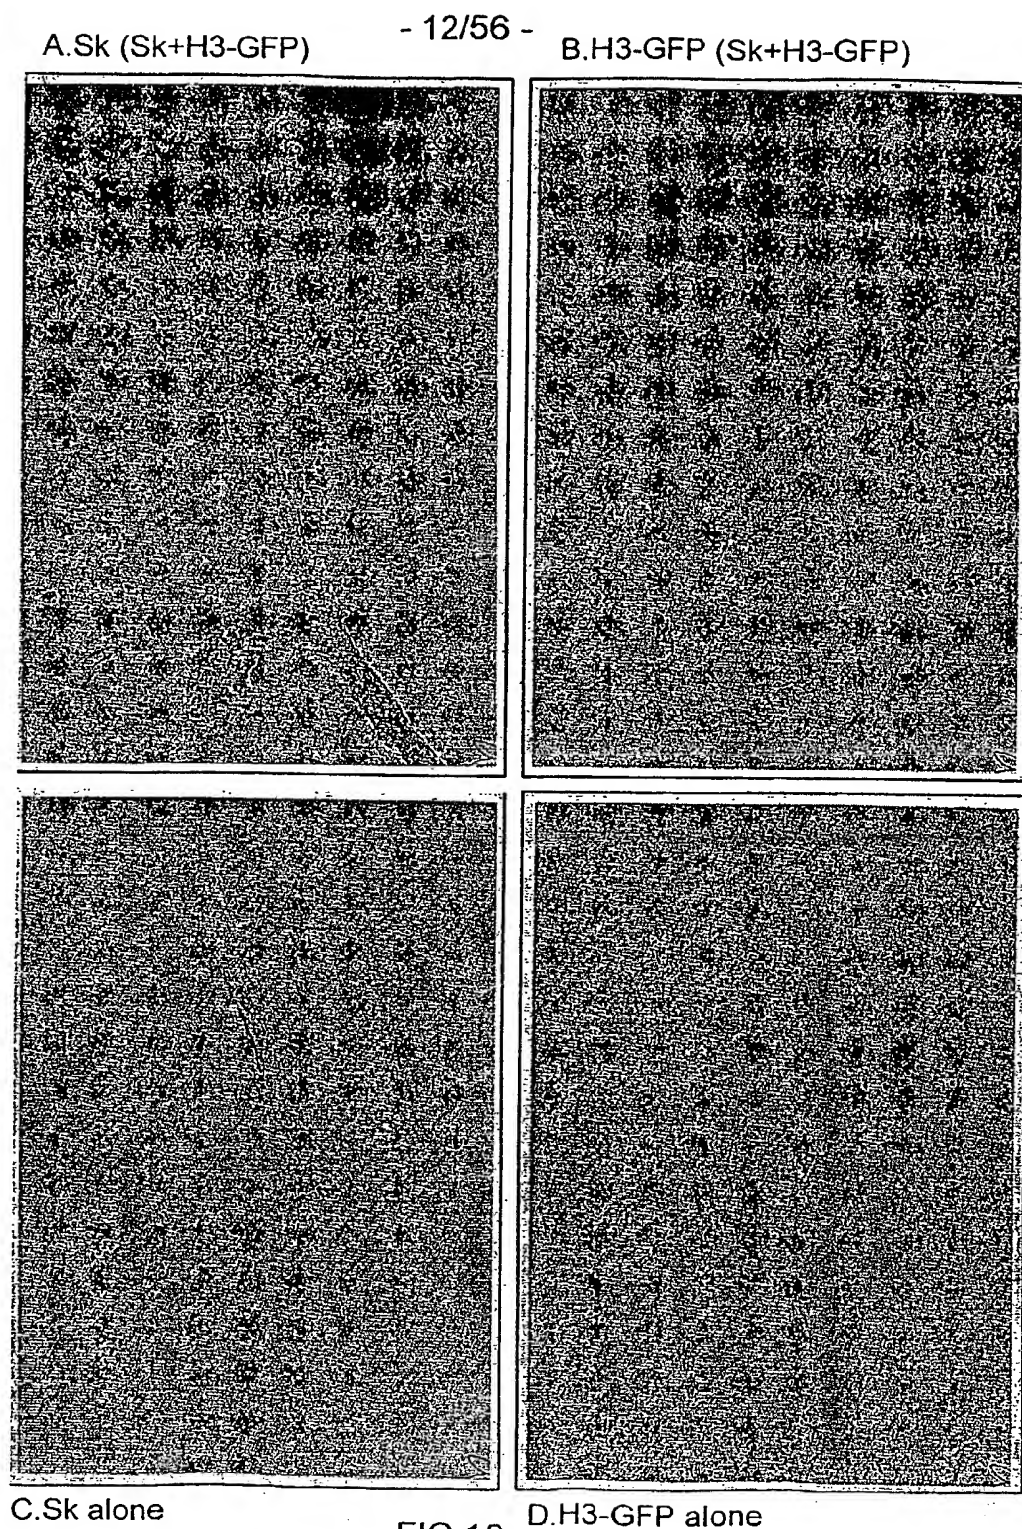 - 12/56 -
A.Sk (Sk+H3-GFP)
B.H3-GFP (Sk+H3-GFP)
C.Sk alone
D.H3-GFP alone